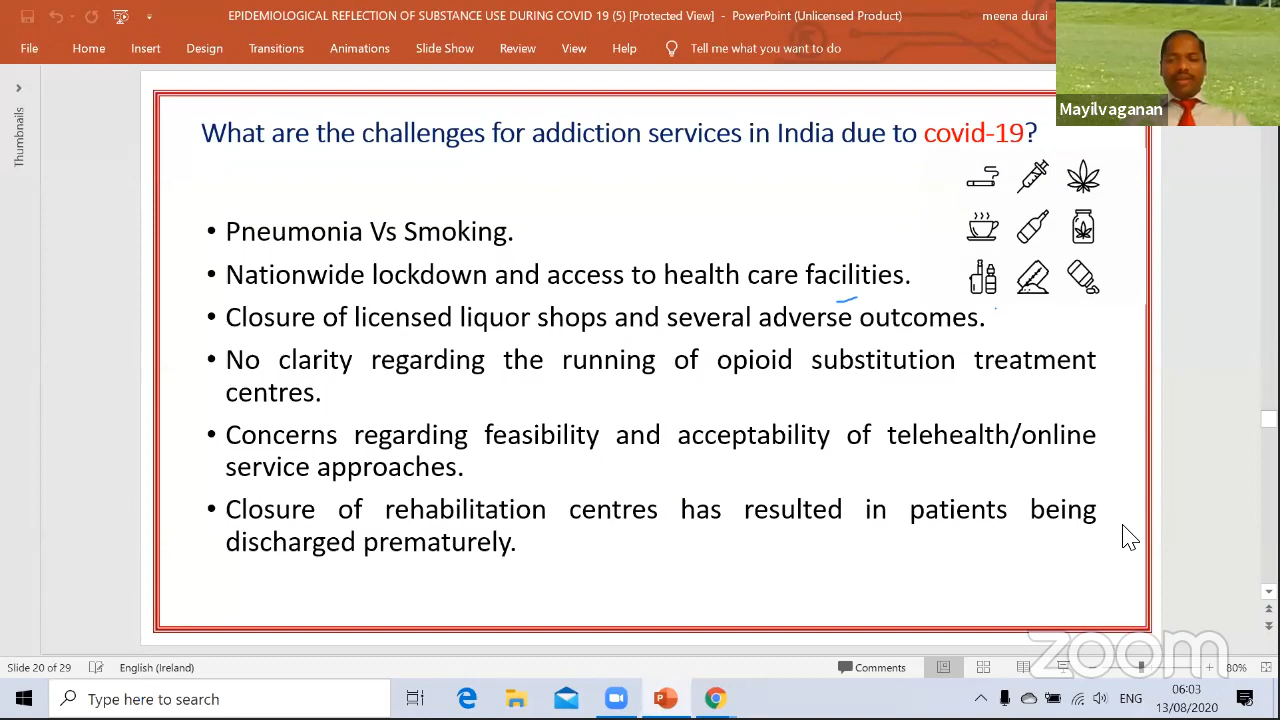 EPIDEMIOLOGICAL REFLECTION OF SUBSTANCE USE DURING COVID 19 (5) [Protected View] - PowerPoint (Unlicensed Product)
meena durai
File Home Insert Design Transitions Animations Slide Show Review View Help Tell me what you want to do
Mayilvaganan
Thumbnails
What are the challenges for addiction services in India due to covid-19?
• Pneumonia Vs Smoking.
• Nationwide lockdown and access to health care facilities.
• Closure of licensed liquor shops and several adverse outcomes.
• No clarity regarding the running of opioid substitution treatment
centres.
• Concerns regarding feasibility and acceptability of telehealth/online
service approaches.
• Closure of rehabilitation centres has resulted in patients being
discharged prematurely.
zoom
Slide 20 of 29 English (Ireland) Comments 80%
Type here to search
ENG
06:03
13/08/2020